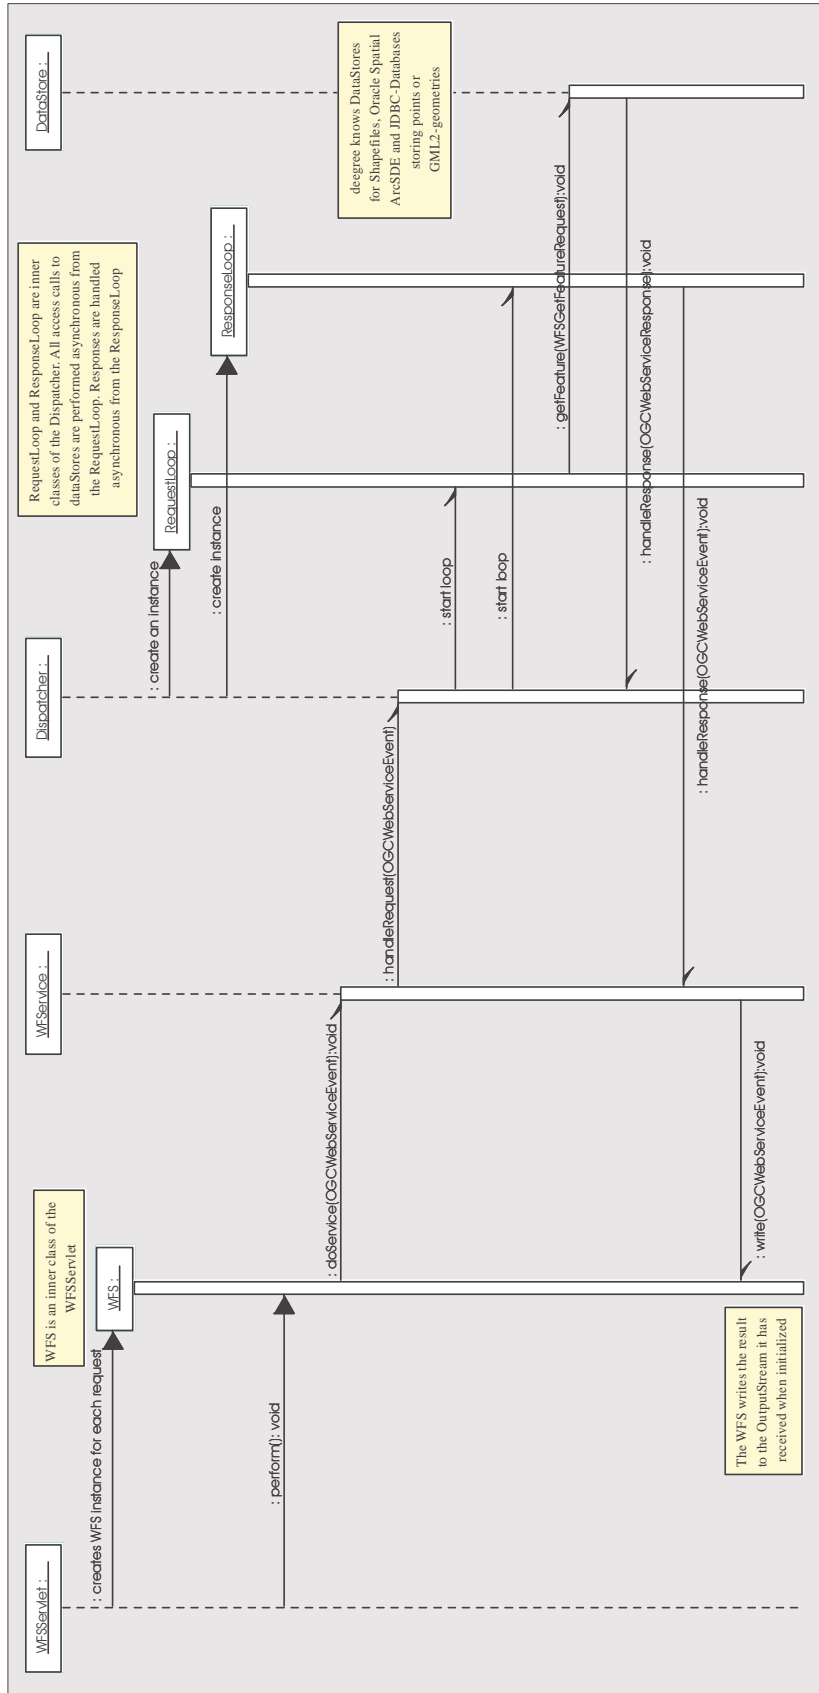 WFSServlet :
WFSService :
Dispatcher :
DataStore :
WFS is an inner class of the
WFSServlet
RequestLoop and ResponseLoop are inner
classes of the Dispatcher. All access calls to
dataStores are performed asynchronous from
the RequestLoop. Responses are handled
asynchronous from the ResponseLoop
: creates WFS instance for each request
WFS :
: create an instance
RequestLoop :
: create instance
ResponseLoop :
: perform(): void
: doService(OGCWebServiceEvent):void
deegree knows DataStores
for Shapefiles, Oracle Spatial
ArcSDE and JDBC-Databases
storing points or
GML2-geometries
: handleRequest(OGCWebServiceEvent)
: start loop
: start loop
: getFeature(WFSGetFeatureRequest):void
: handleResponse(OGCWebServiceResponse):void
: handleResponse(OGCWebServiceEvent):void
: write(OGCWebServiceEvent):void
The WFS writes the result
to the OutputStream it has
received when initialized